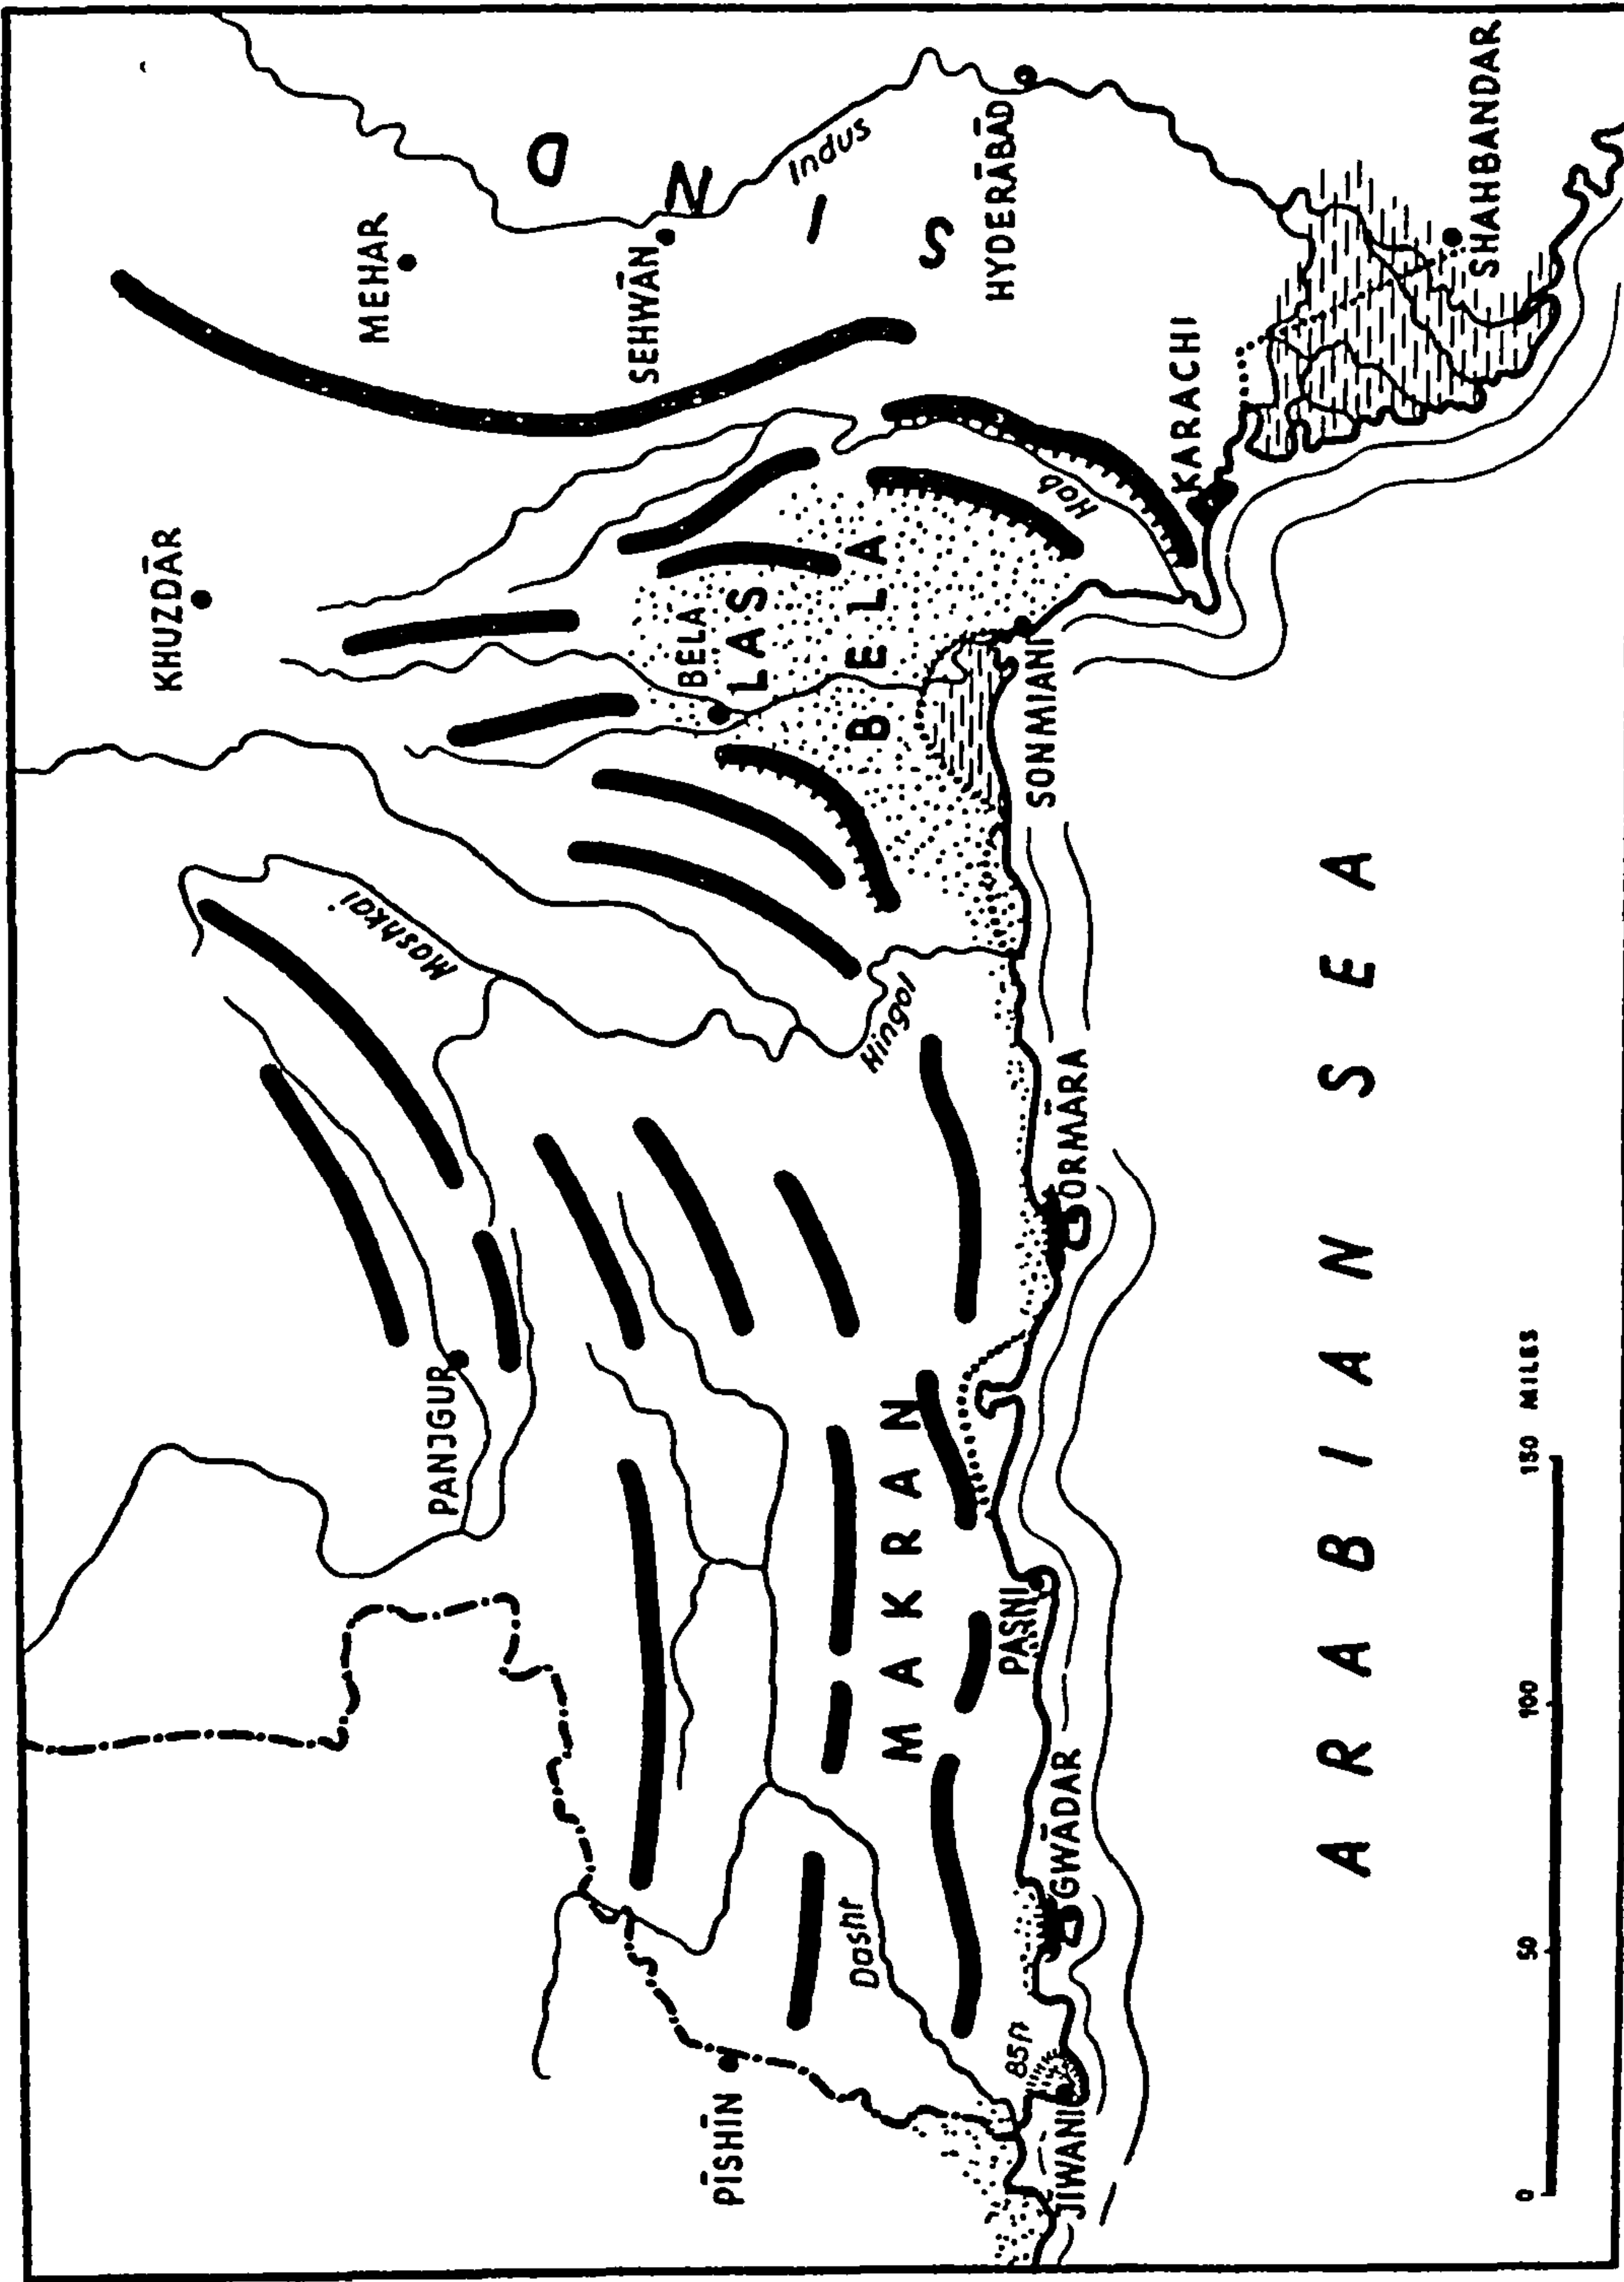 KHUZDĀR
MEHAR
Mashkai
PANJGUR
SEHWĀN
BELA
PĪSHĪN
LAS
BELA
SIND
Indus
Dasht
Hingol
MAKRAN
HYDERĀBĀD
PASNI
SONMIANI
Hab
JIWANI
GWĀDAR
ORMĀRA
KARACHI
ARABIAN SEA
SHAHBANDAR
0 50 100 150 MILES